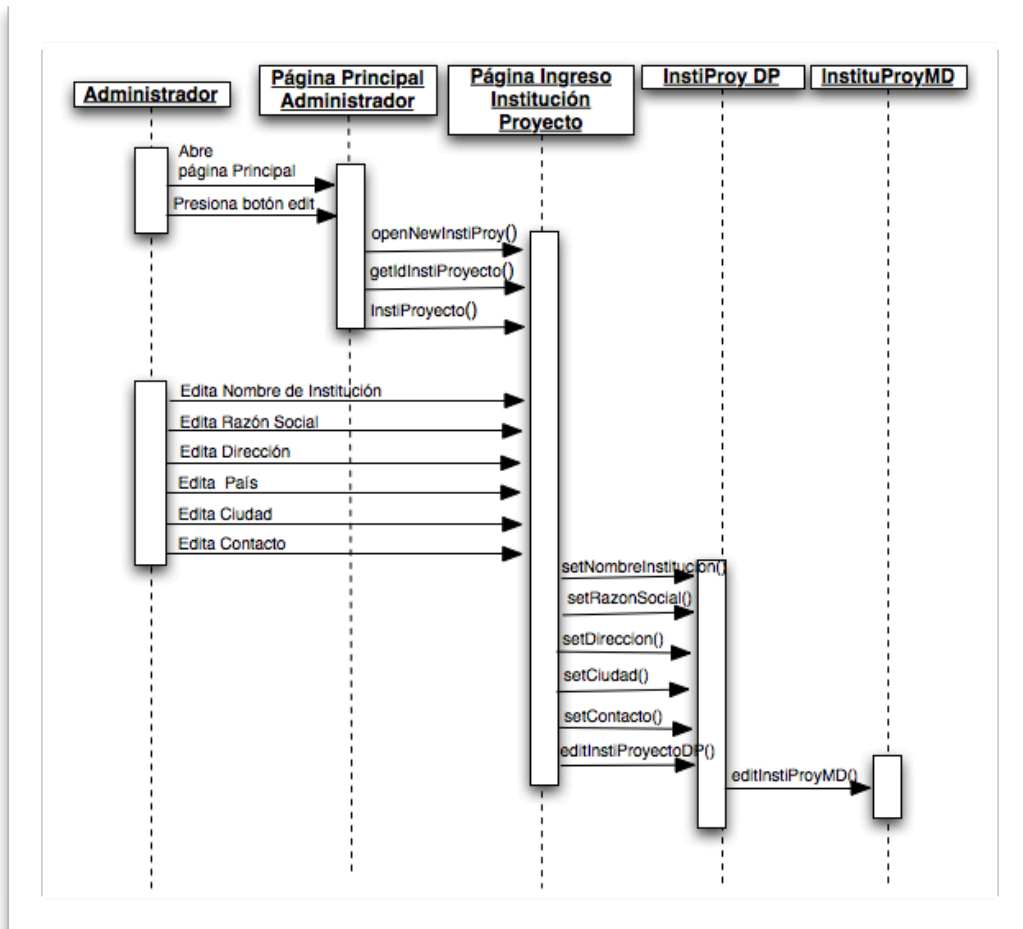 Administrador
Página Principal
Administrador
Página Ingreso
Institución
Proyecto
InstiProy DP
InstituProyMD
Abre
página Principal
Presiona botón edit
openNewInstiProy()
getIdInstiProyecto()
InstiProyecto()
Edita Nombre de Institución
Edita Razón Social
Edita Dirección
Edita País
Edita Ciudad
Edita Contacto
setNombreInstitucion()
setRazonSocial()
setDireccion()
setCiudad()
setContacto()
editInstiProyectoDP()
editInstiProyMD()